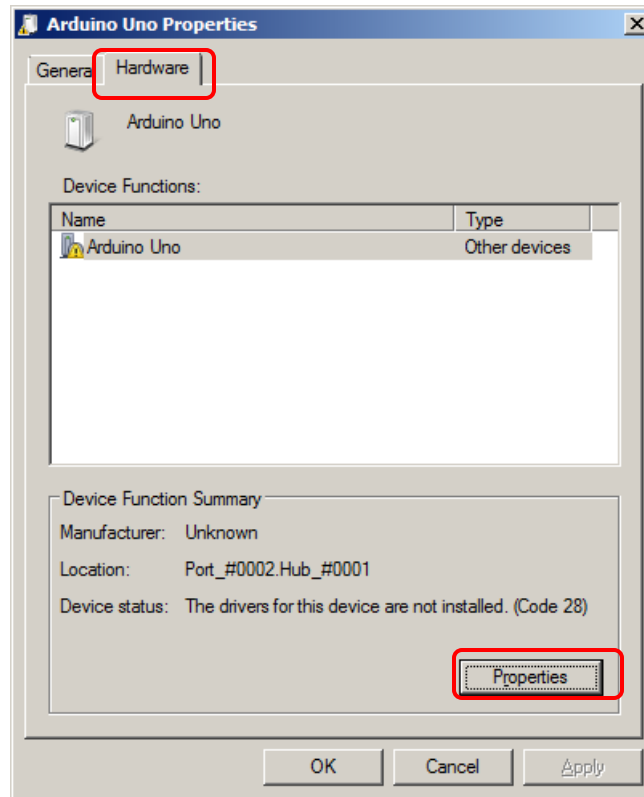 Arduino Uno Properties
General Hardware
Arduino Uno
Device Functions:
Name Type
Arduino Uno Other devices
Device Function Summary
Manufacturer: Unknown
Location: Port_#0002.Hub_#0001
Device status: The drivers for this device are not installed. (Code 28)
Properties
OK Cancel Apply